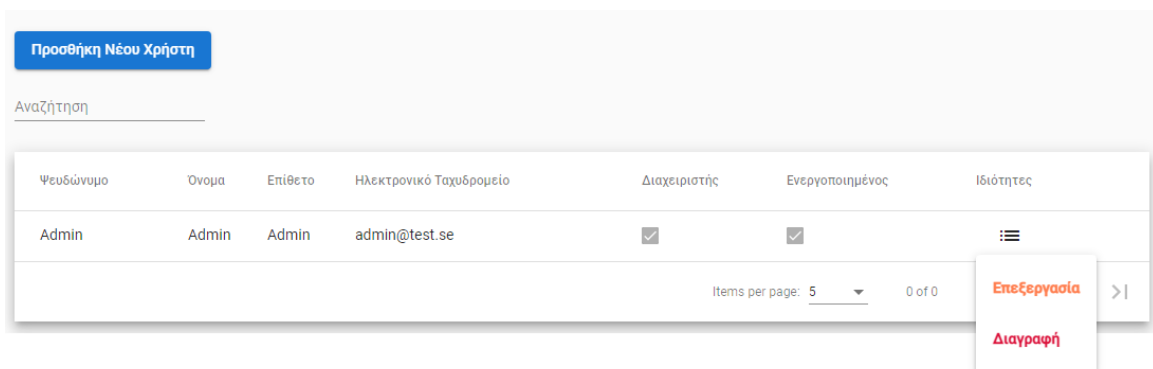 Προσθήκη Νέου Χρήστη
Αναζήτηση
Ψευδώνυμο Όνομα Επίθετο Ηλεκτρονικό Ταχυδρομείο Διαχειριστής Ενεργοποιημένος Ιδιότητες
Admin Admin Admin admin@test.se
Items per page: 5 0 of 0
Επεξεργασία
Διαγραφή